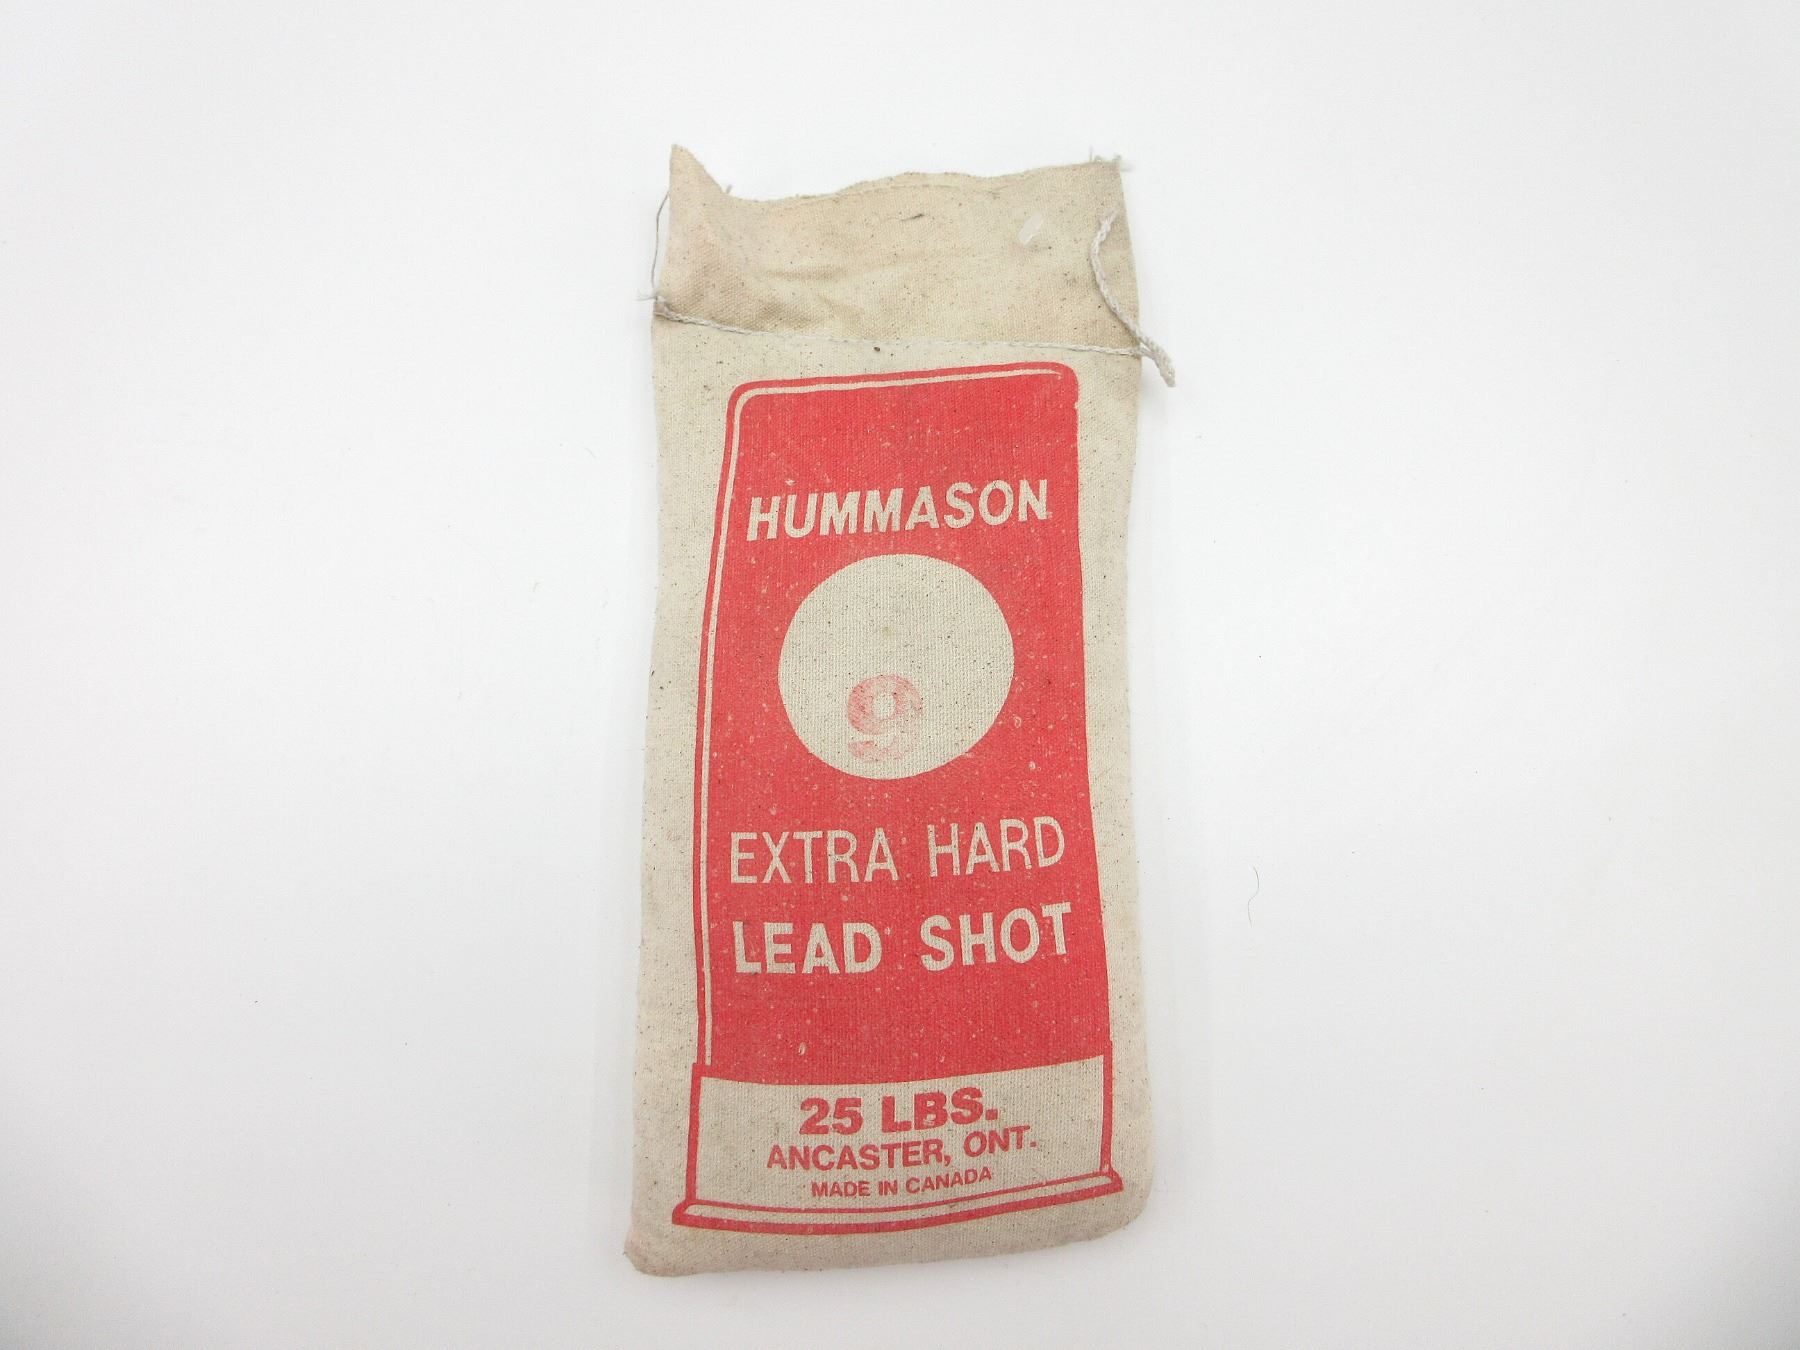 HUMMASON
9
EXTRA HARD
LEAD SHOT
25 LBS.
ANCASTER, ONT.
MADE IN CANADA